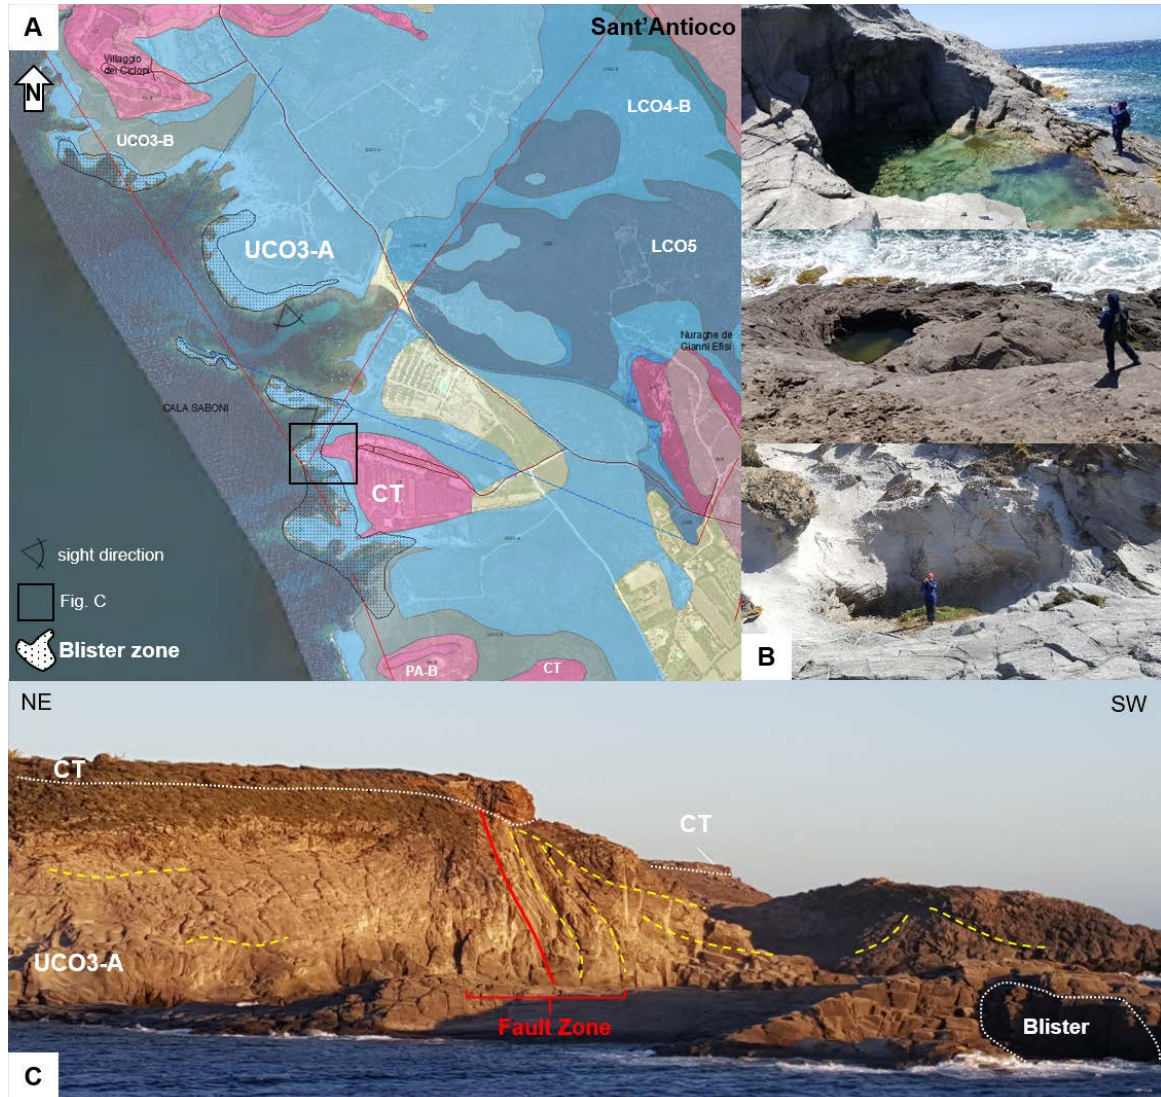 A
Sant'Antioco
Villaggio
dei Ciclopi
N
UCO3-B
LCO4-B
UCO3-A
LCO5
Nuraghe de
Gianni Efisi
CALA SABONI
CT
sight direction
Fig. C
Blister zone
PA-B
CT
B
NE
SW
CT
CT
UCO3-A
Fault Zone
Blister
C